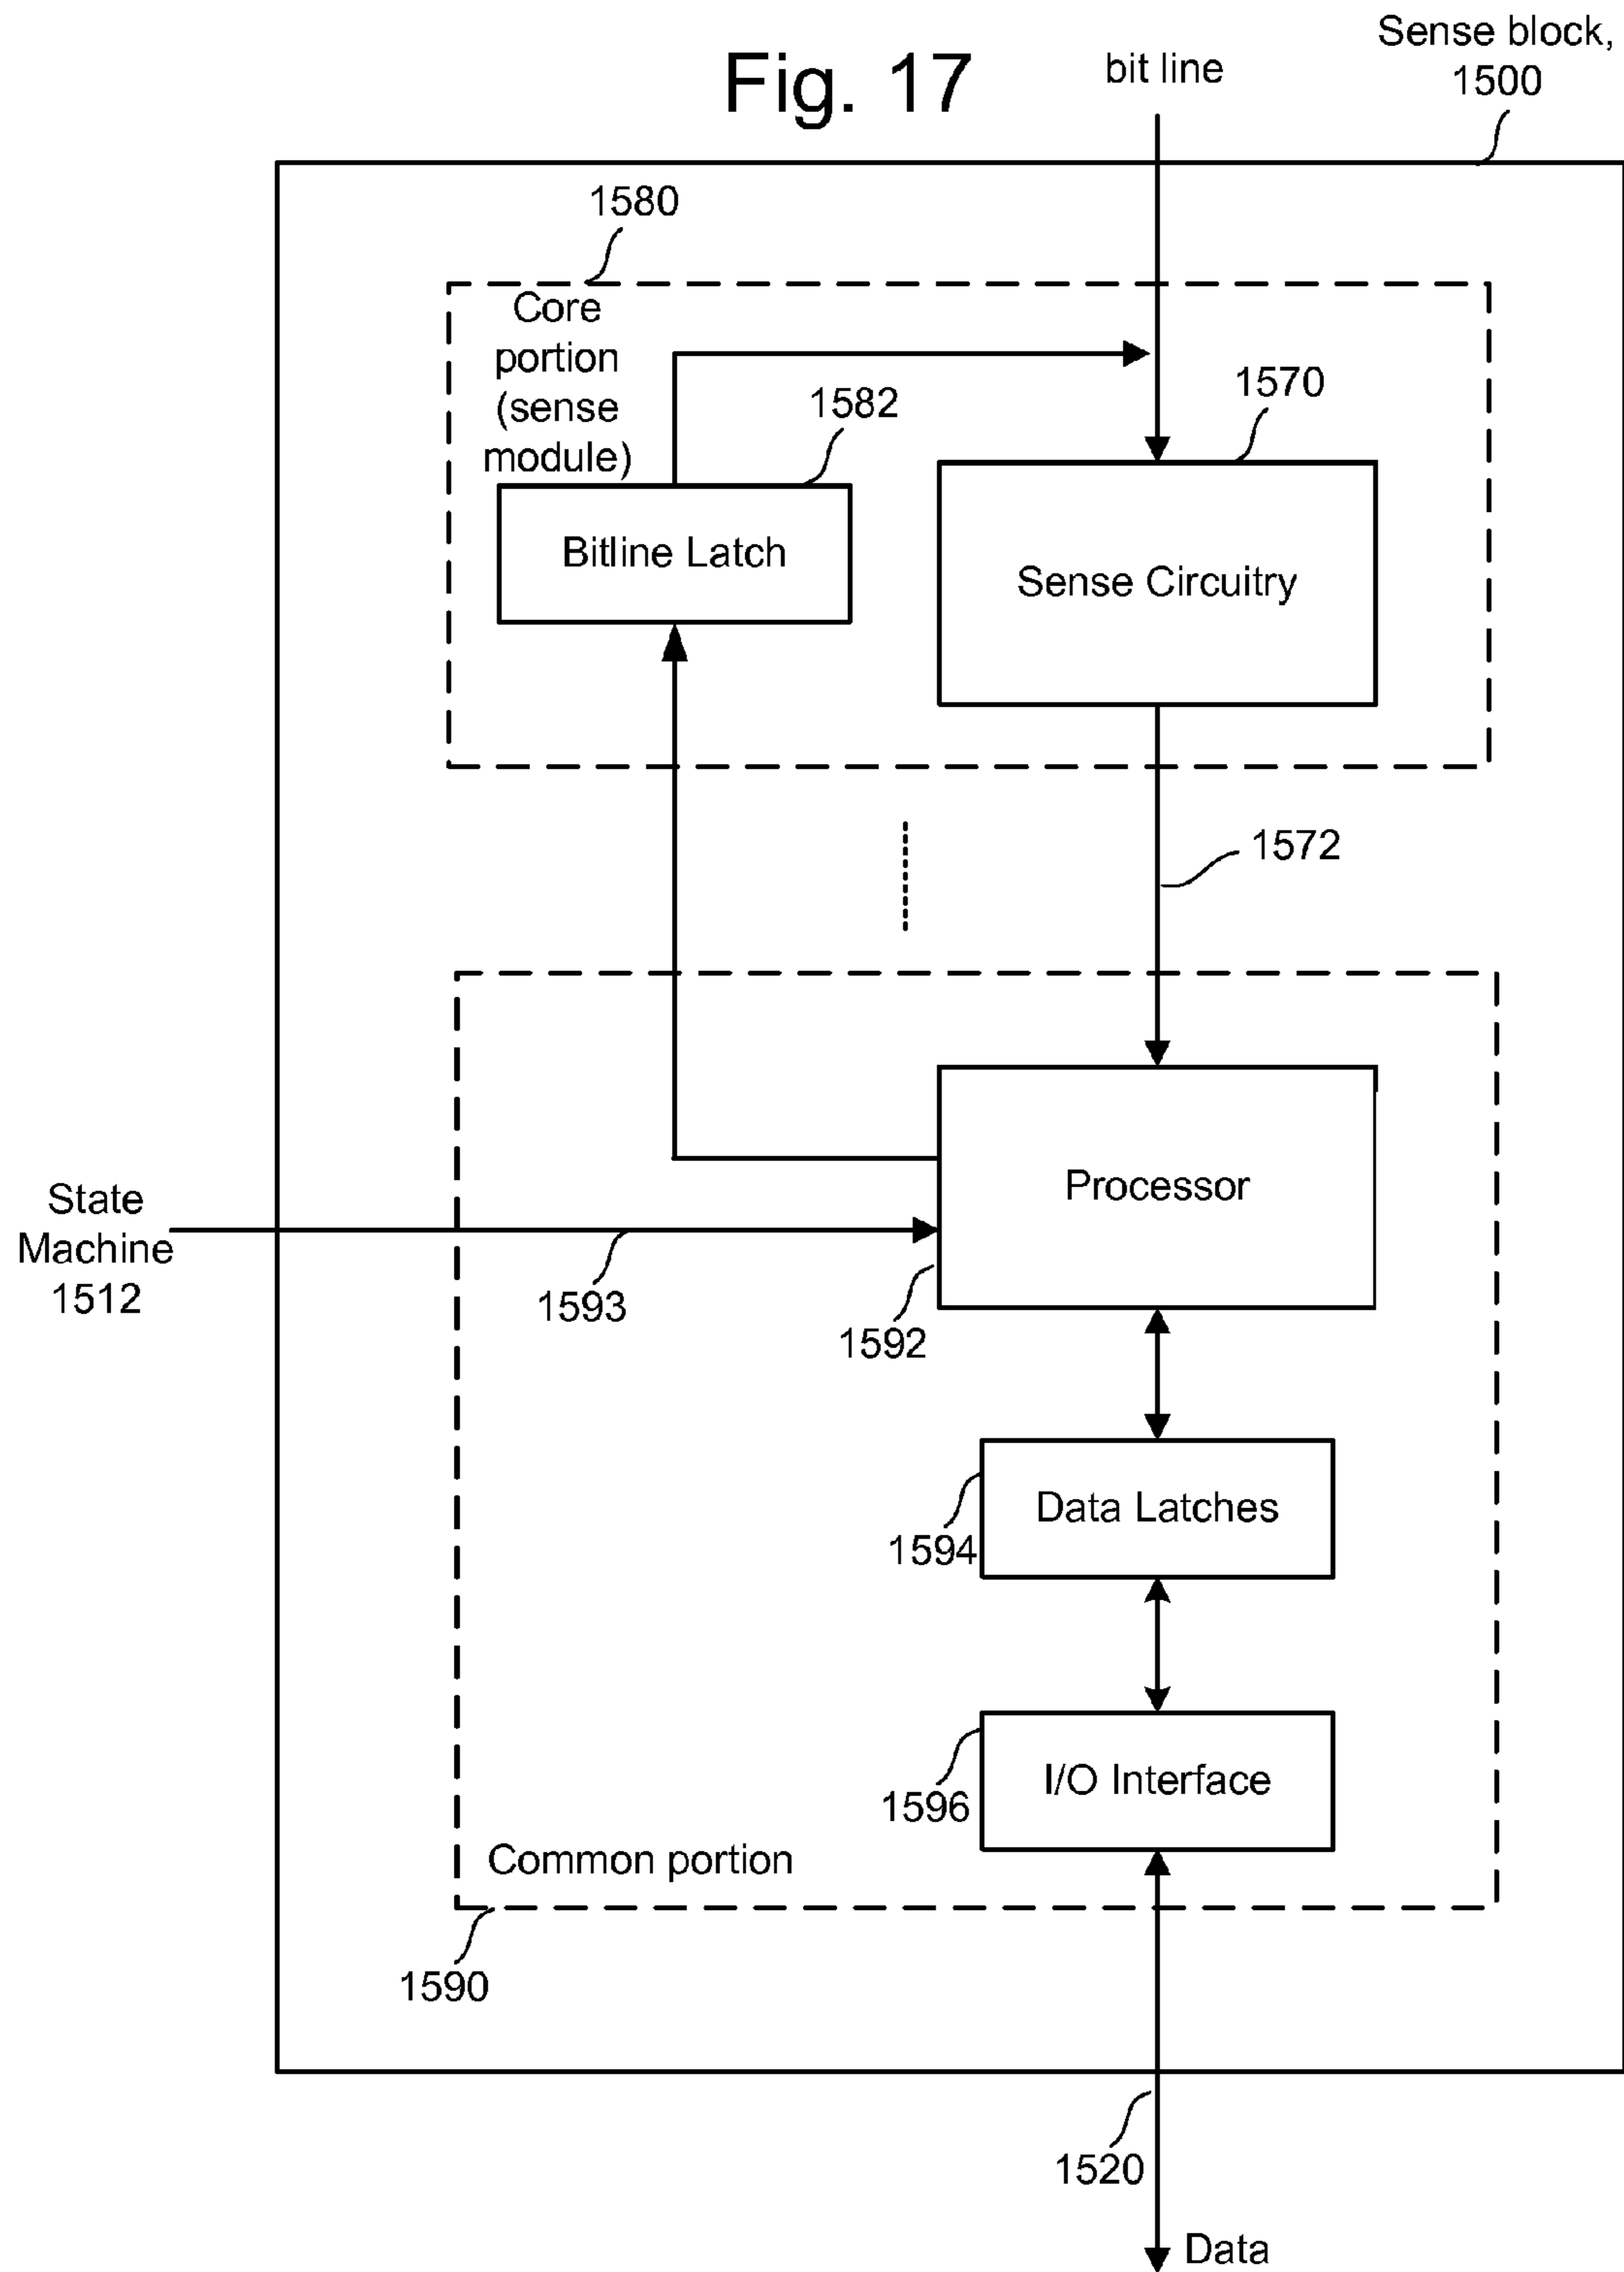 Fig. 17
bit line
Sense block,
1500
1580
Core
portion
(sense
module)
1582
1570
Bitline Latch
Sense Circuitry
1572
Processor
State
Machine
1512
1593
1592
Data Latches
1594
I/O Interface
1596
Common portion
1590
1520
Data